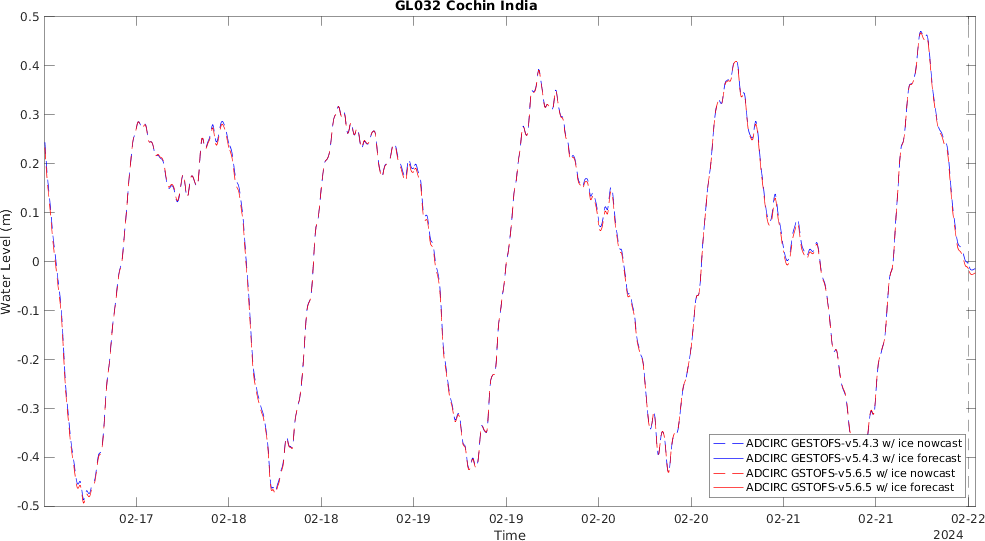 GL032 Cochin India
0.5
0.4
0.3
0.2
0.1
0
-0.1
-0.2
-0.3
-0.4
-0.5
Water Level (m)
ADCIRC GESTOFS-v5.4.3 w/ ice nowcast
ADCIRC GESTOFS-v5.4.3 w/ ice forecast
ADCIRC GSTOFS-v5.6.5 w/ ice nowcast
ADCIRC GSTOFS-v5.6.5 w/ ice forecast
02-17 02-18 02-18 02-19 02-19 02-20 02-20 02-21 02-21 02-22
Time
2024